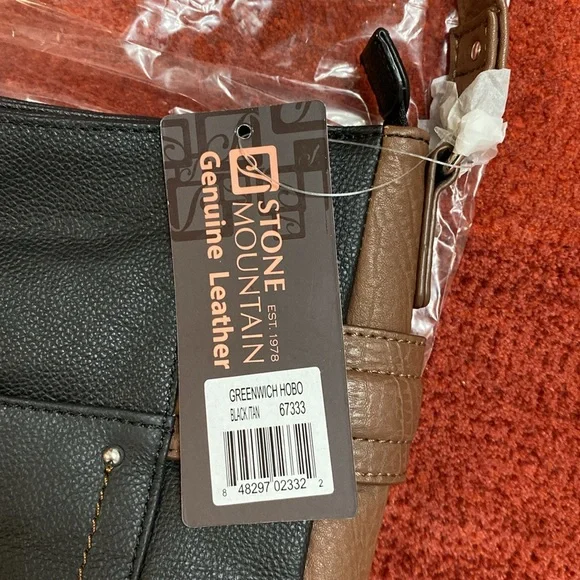 STONE
MOUNTAIN
EST. 1978
Genuine Leather
GREENWICH HOBO
BLACK/TAN 67333
8 48297 02332 2